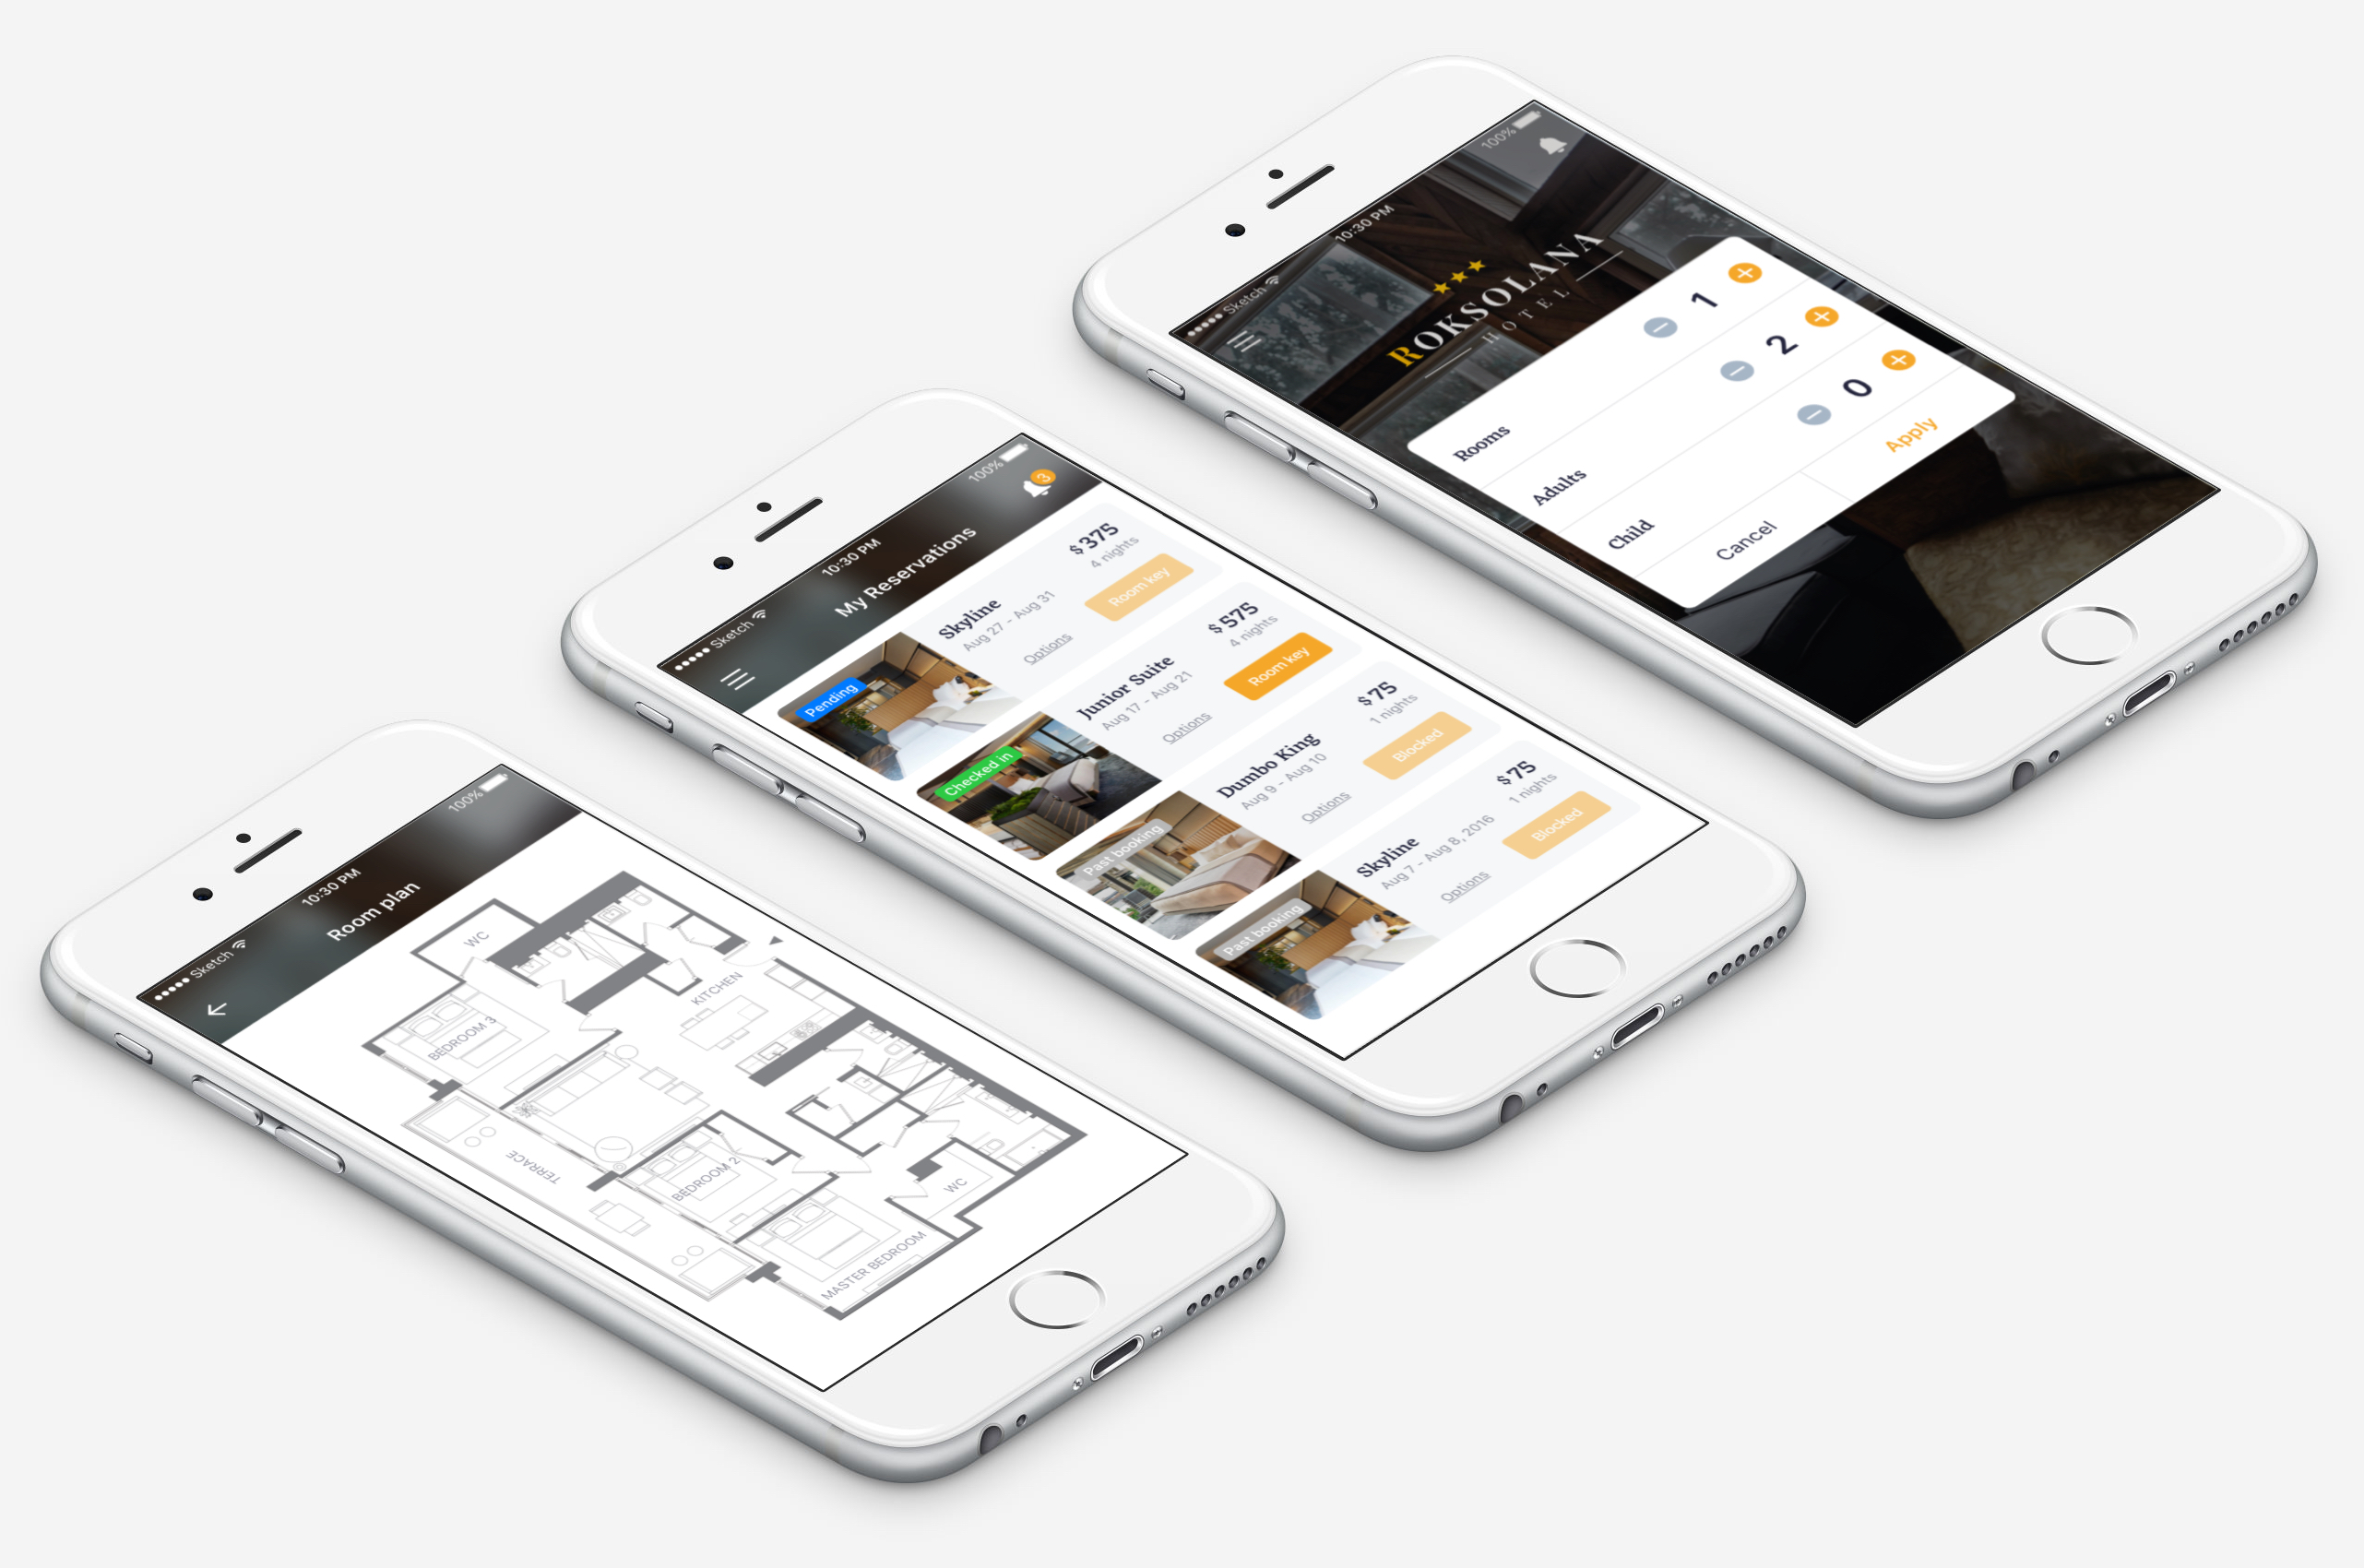 Sketch
10:30 PM
100%
Room plan
WC
BEDROOM 3
KITCHEN
TERRACE
BEDROOM 2
WC
MASTER BEDROOM
Sketch
10:30 PM
100%
My Reservations
3
Pending
Skyline
$375
Aug 27 - Aug 31
4 nights
Options
Room key
Checked in
Junior Suite
$575
Aug 17 - Aug 21
4 nights
Options
Room key
Past booking
Dumbo King
$75
Aug 9 - Aug 10
1 nights
Options
Blocked
Past booking
Skyline
$75
Aug 7 - Aug 8, 2016
1 nights
Options
Blocked
Sketch
10:30 PM
100%
ROKSOLANA
HOTEL
Rooms
1
Adults
2
Child
0
Cancel
Apply